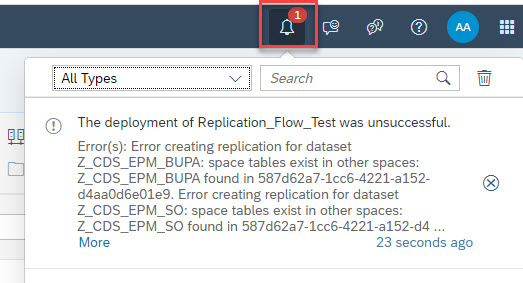 1
AA
All Types
Search
The deployment of Replication_Flow_Test was unsuccessful.
Error(s): Error creating replication for dataset
Z_CDS_EPM_BUPA: space tables exist in other spaces:
Z_CDS_EPM_BUPA found in 587d62a7-1cc6-4221-a152-
d4aa0d6e01e9. Error creating replication for dataset
Z_CDS_EPM_SO: space tables exist in other spaces:
Z_CDS_EPM_SO found in 587d62a7-1cc6-4221-a152-d4 ...
More 23 seconds ago